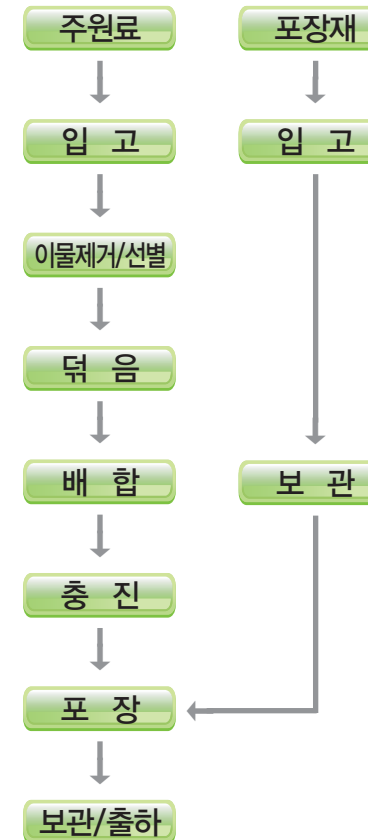 주원료
포장재
입 고
입 고
이물제거/선별
덖 음
배 합
보 관
충 진
포 장
보관/출하